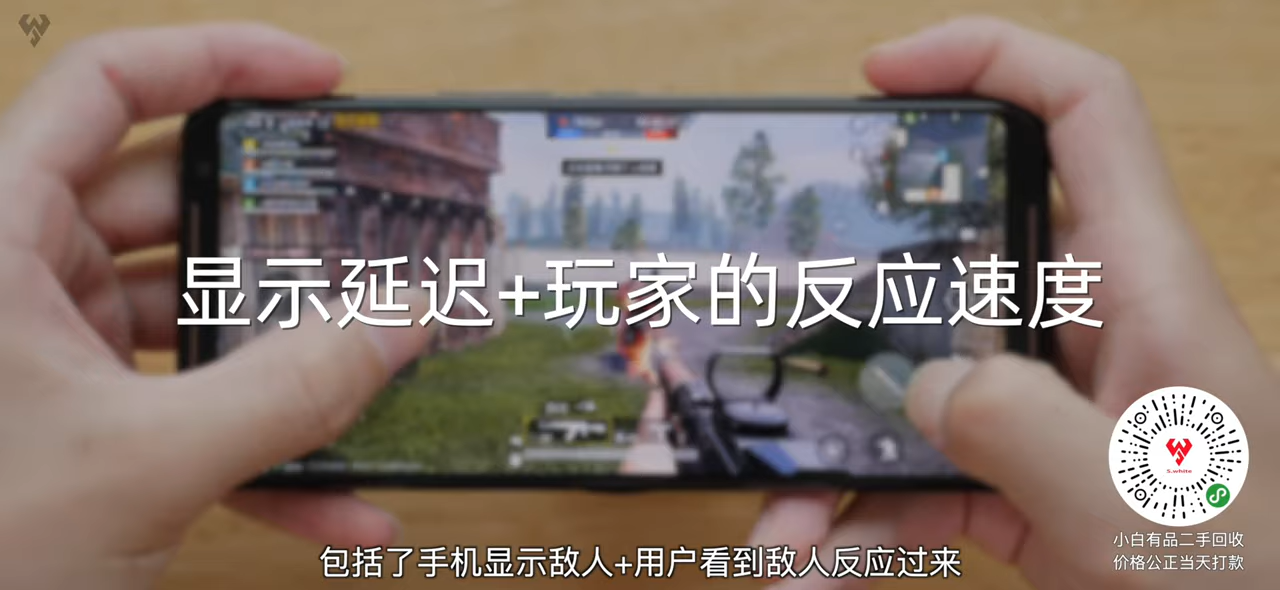 显示延迟+玩家的反应速度
S.white
小白有品二手回收
价格公正当天打款
包括了手机显示敌人+用户看到敌人反应过来